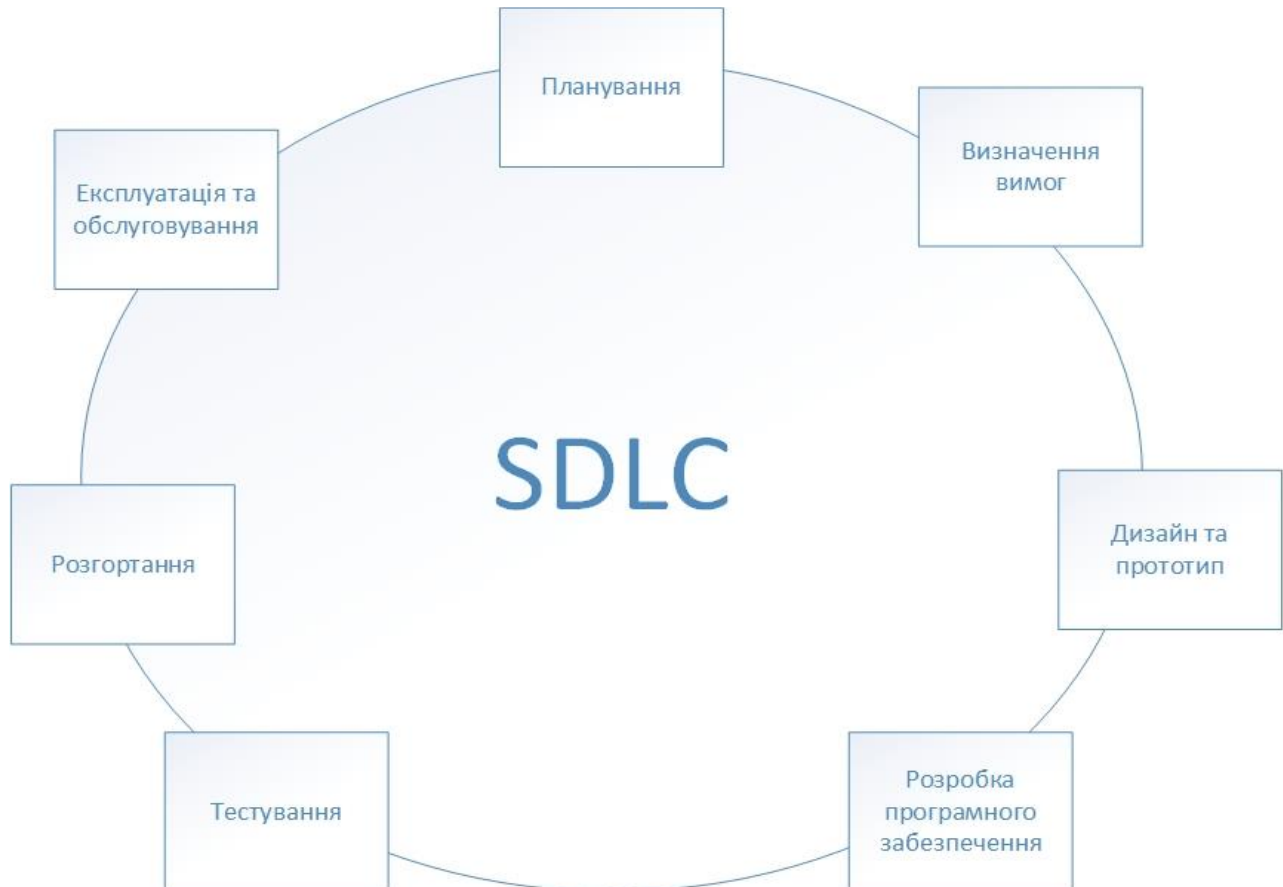 Планування
Визначення
вимог
Дизайн та
прототип
Розробка
програмного
забезпечення
Тестування
Розгортання
Експлуатація та
обслуговування
SDLC